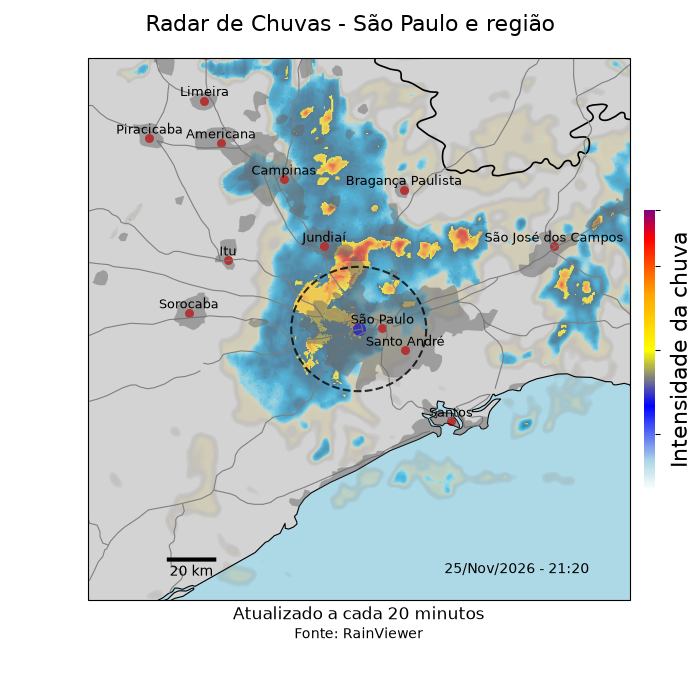 Radar de Chuvas - São Paulo e região
Limeira
Piracicaba
Americana
Campinas
Bragança Paulista
Jundiaí
São José dos Campos
Itu
Sorocaba
São Paulo
Santo André
Santos
Intensidade da chuva
20 km
25/Nov/2026 - 21:20
Atualizado a cada 20 minutos
Fonte: RainViewer